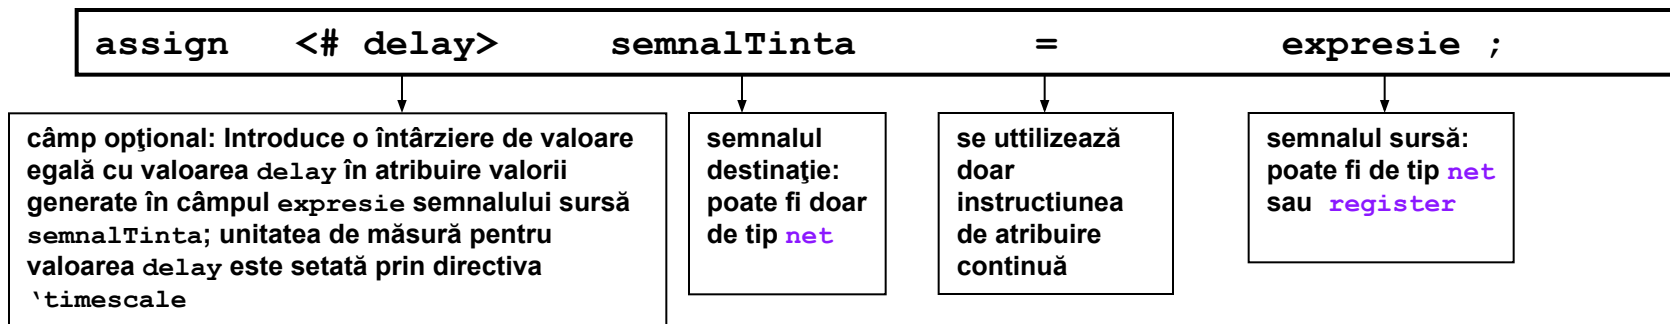 assign <# delay> semnalTinta = expresie ;
câmp opţional: Introduce o întârziere de valoare
egală cu valoarea delay în atribuire valorii
generate în câmpul expresie semnalului sursă
semnalTinta; unitatea de măsură pentru
valoarea delay este setată prin directiva
‘timescale
semnalul
destinaţie:
poate fi doar
de tip net
se uttilizează
doar
instructiunea
de atribuire
continuă
semnalul sursă:
poate fi de tip net
sau register